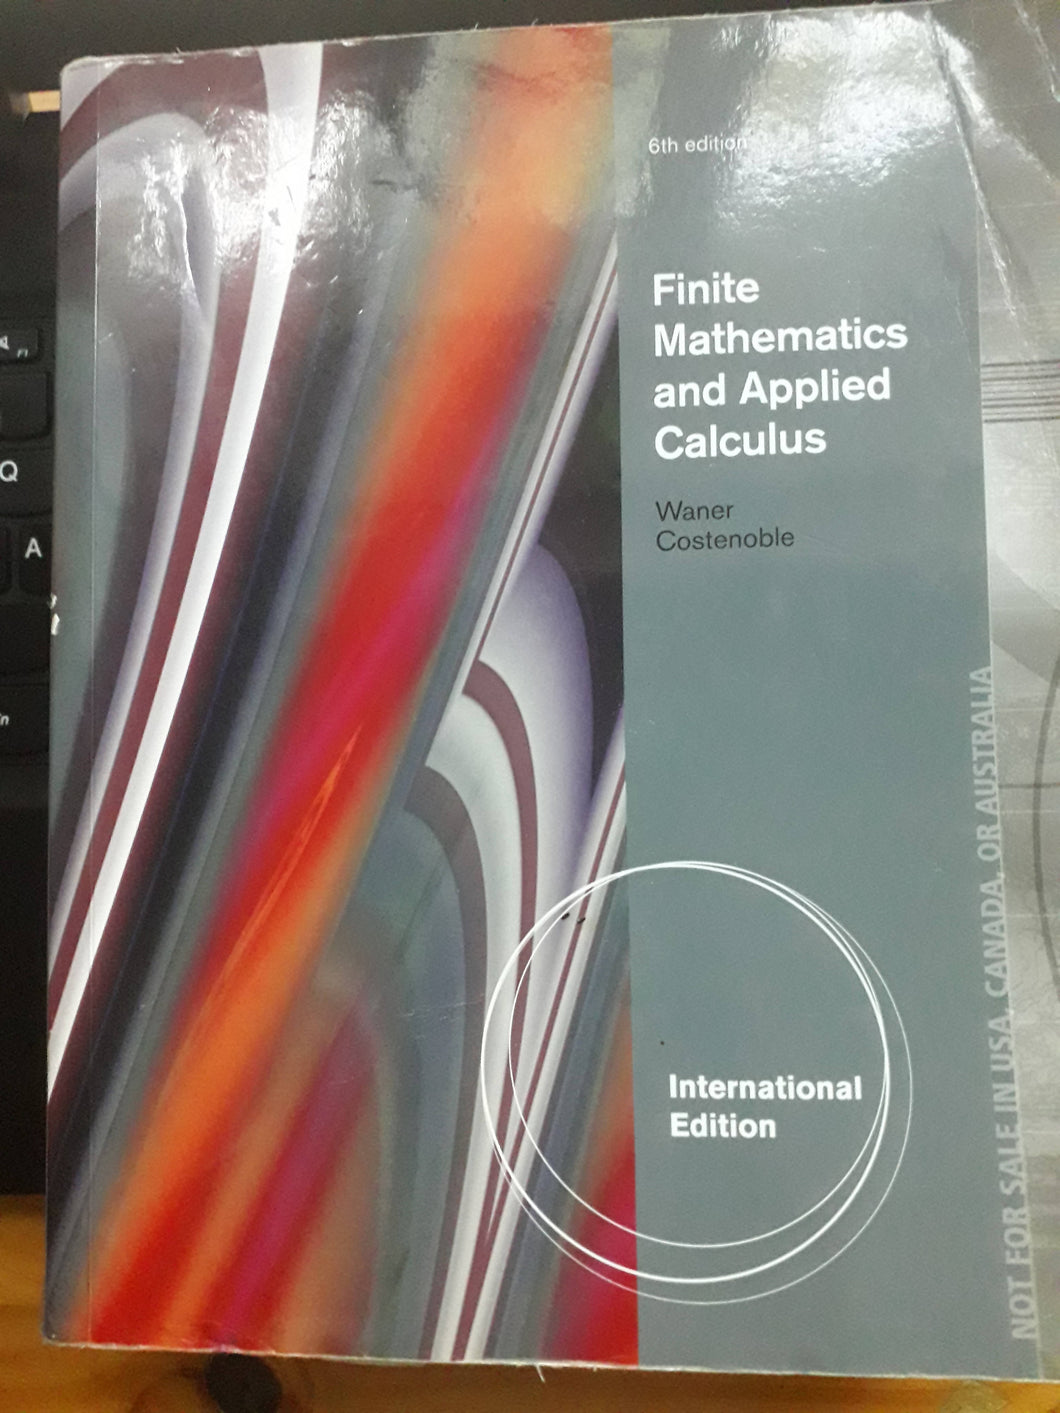 6th edition
Finite
Mathematics
and Applied
Calculus
Waner
Costenoble
International
Edition
NOT FOR SALE IN USA, CANADA, OR AUSTRALIA
Q
A
F1